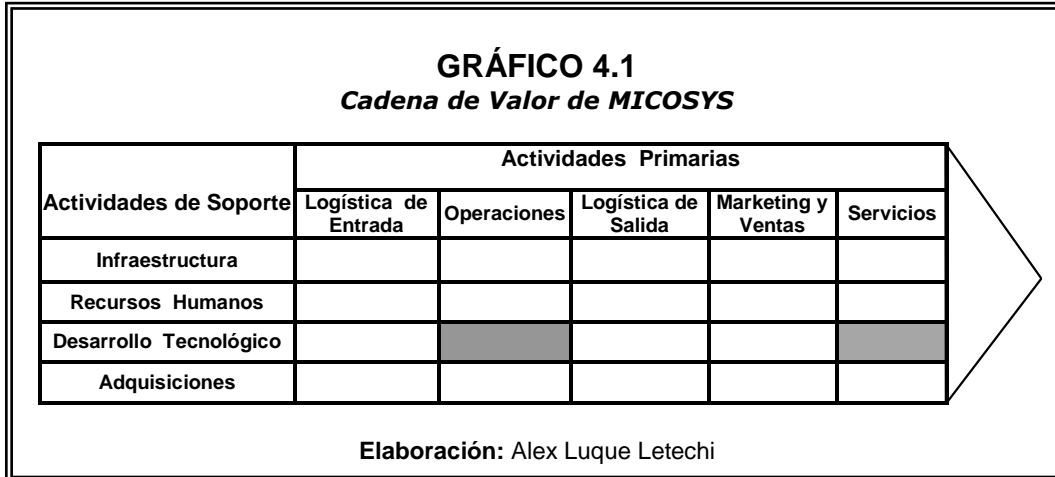 GRÁFICO 4.1
Cadena de Valor de MICOSYS
Actividades de Soporte
Actividades Primarias
Logística de
Entrada
Operaciones
Logística de
Salida
Marketing y
Ventas
Servicios
Infraestructura
Recursos Humanos
Desarrollo Tecnológico
Adquisiciones
Elaboración: Alex Luque Letechi